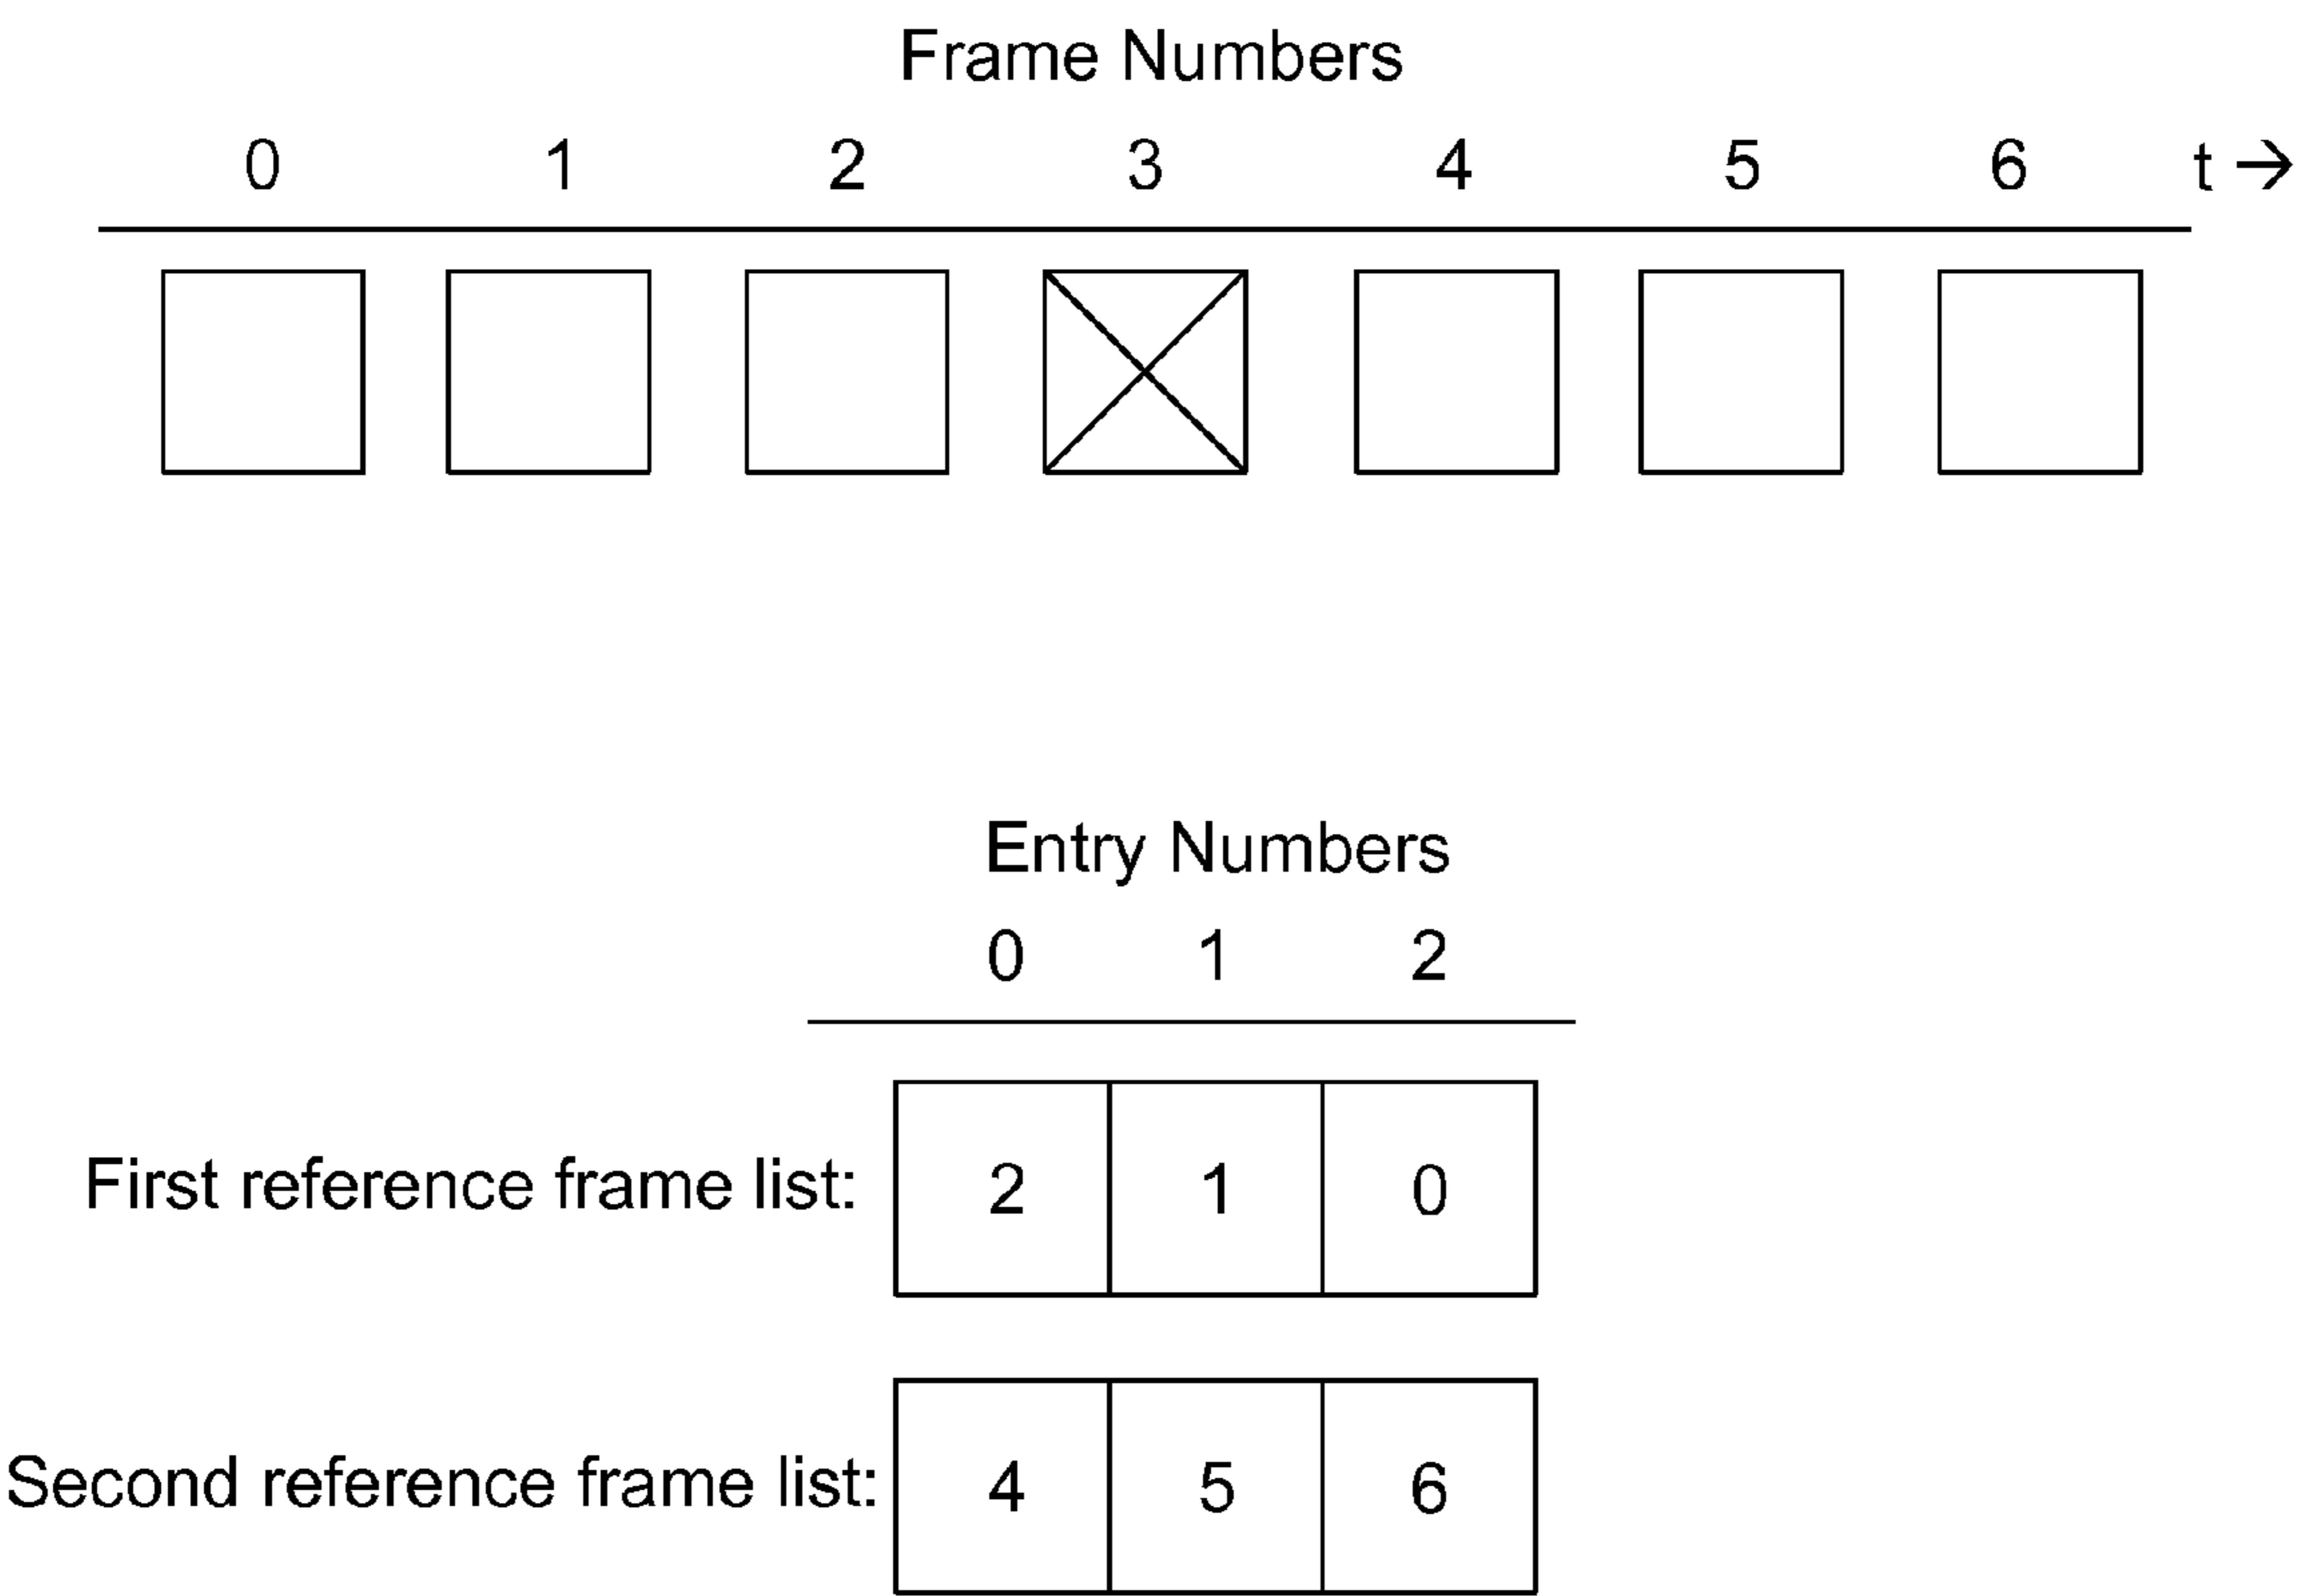 Frame Numbers
0 1 2 3 4 5 6 t →
Entry Numbers
0 1 2
First reference frame list: 2 1 0
Second reference frame list: 4 5 6